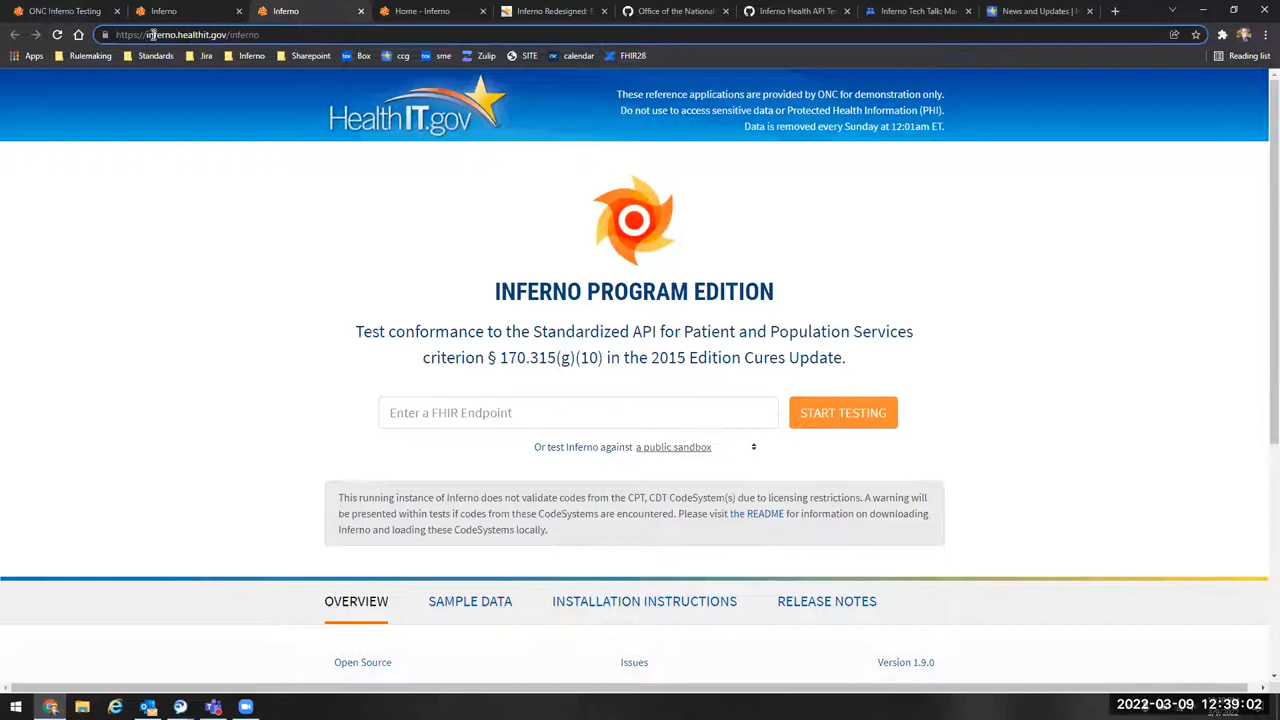 ONC Inferno Testing
Inferno
Inferno
Home - Inferno
Inferno Redesigned: S
Office of the National
Inferno Health API Te
Inferno Tech Talk: Ma
News and Updates | H
https://inferno.healthit.gov/inferno
Apps
Rulemaking
Standards
Jira
Inferno
Sharepoint
Box
ccg
sme
Zulip
SITE
calendar
FHIR28
Reading list
HealthIT.gov
These reference applications are provided by ONC for demonstration only.
Do not use to access sensitive data or Protected Health Information (PHI).
Data is removed every Sunday at 12:01am ET.
INFERNO PROGRAM EDITION
Test conformance to the Standardized API for Patient and Population Services
criterion § 170.315(g)(10) in the 2015 Edition Cures Update.
Enter a FHIR Endpoint
START TESTING
Or test Inferno against a public sandbox
This running instance of Inferno does not validate codes from the CPT, CDT CodeSystem(s) due to licensing restrictions. A warning will
be presented within tests if codes from these CodeSystems are encountered. Please visit the README for information on downloading
Inferno and loading these CodeSystems locally.
OVERVIEW
SAMPLE DATA
INSTALLATION INSTRUCTIONS
RELEASE NOTES
Open Source
Issues
Version 1.9.0
2022-03-09 12:39:02